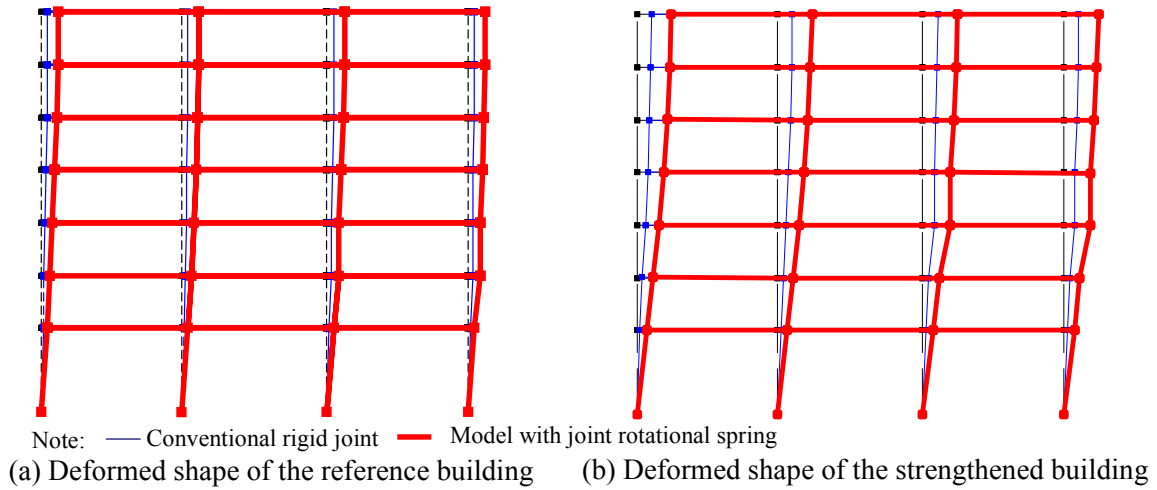 Note: Conventional rigid joint Model with joint rotational spring
(a) Deformed shape of the reference building (b) Deformed shape of the strengthened building